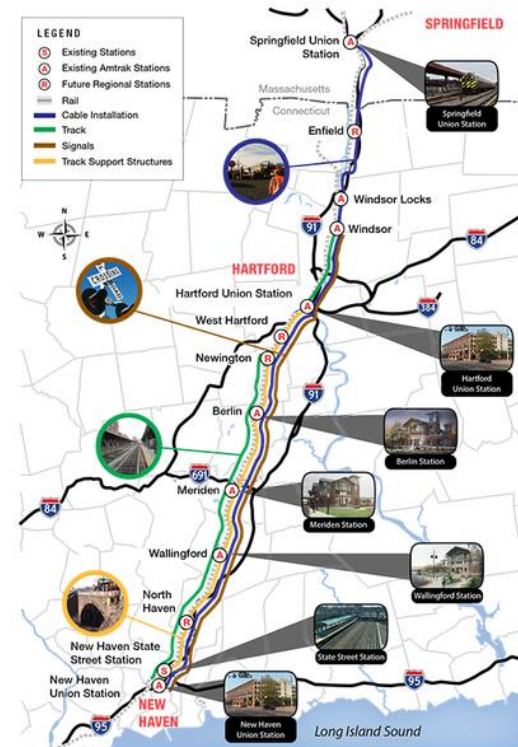 LEGEND
S Existing Stations
A Existing Amtrak Stations
R Future Regional Stations
Rail
Cable Installation
Track
Signals
Track Support Structures
SPRINGFIELD
Springfield Union
Station
A
Massachusetts
Connecticut
Springfield
Union Station
Enfield
R
N
W E
S
A
Windsor Locks
A
Windsor
91
84
CROSSING
HARTFORD
Hartford Union Station
A
384
West Hartford
R
Newington
R
Hartford
Union Station
91
Berlin
A
Berlin Station
691
84
Meriden
A
Meriden Station
Wallingford
A
Wallingford Station
North
Haven
R
New Haven State
Street Station
S
State Street Station
New Haven
Union Station
A
95
95
NEW
HAVEN
New Haven
Union Station
Long Island Sound